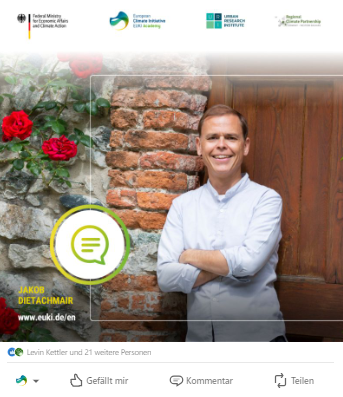 Federal Ministry
for Economic Affairs
and Climate Action
European
Climate Initiative
EUKI Academy
URBAN
RESEARCH
INSTITUTE
Regional
Climate Partnership
JAKOB
DIETACHMAIR
www.euki.de/en
Levin Kettler und 21 weitere Personen
Gefällt mir
Kommentar
Teilen